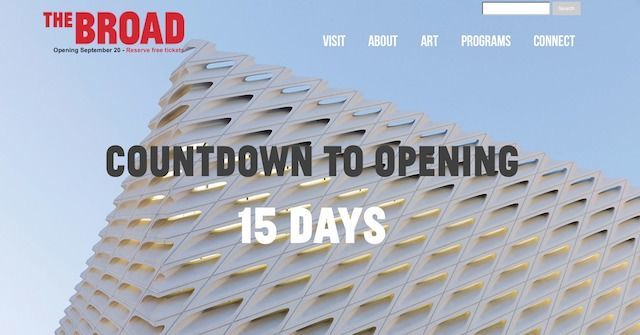 THE BROAD
Opening September 20 - Reserve free tickets
Search
VISIT ABOUT ART PROGRAMS CONNECT
COUNTDOWN TO OPENING
15 DAYS